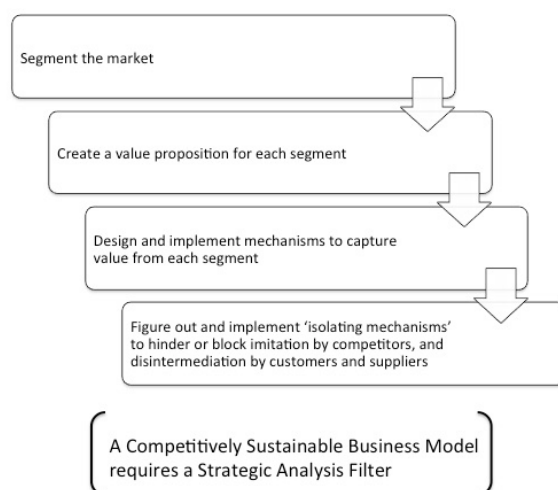 Segment the market
Create a value proposition for each segment
Design and implement mechanisms to capture
value from each segment
Figure out and implement ‘isolating mechanisms’
to hinder or block imitation by competitors, and
disintermediation by customers and suppliers
A Competitively Sustainable Business Model
requires a Strategic Analysis Filter